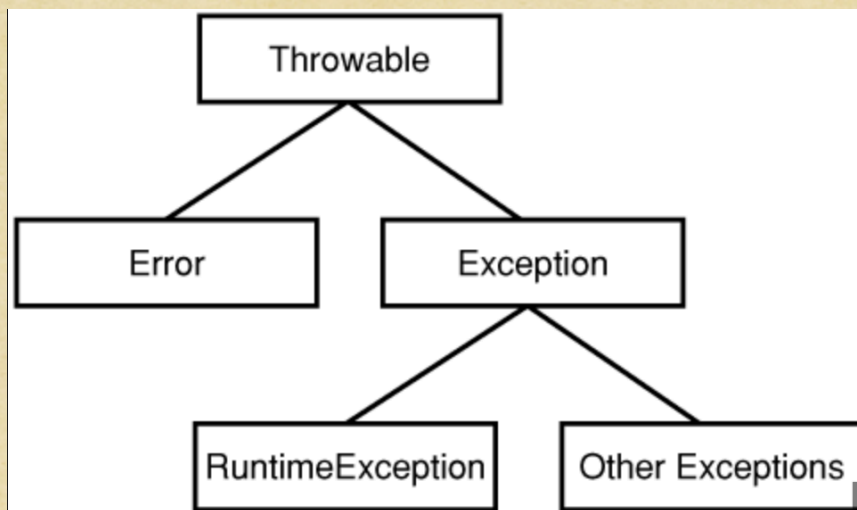 Throwable
Error
Exception
RuntimeException
Other Exceptions